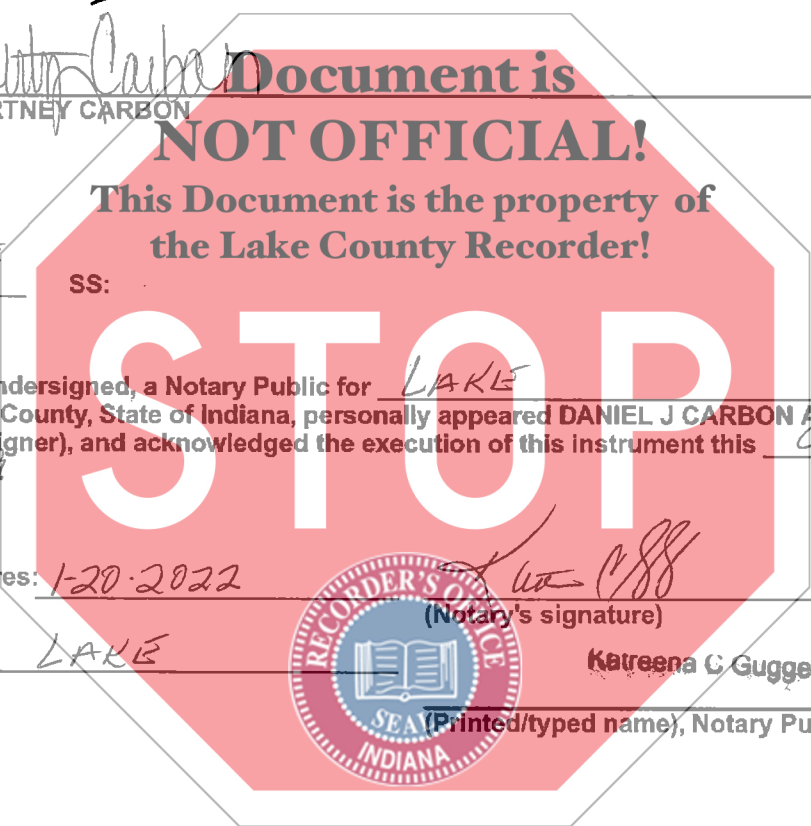 TNEY CARBON
Document is
NOT OFFICIAL!
This Document is the property of
the Lake County Recorder!
SS:
STOP
ndersigned, a Notary Public for LAKE
County, State of Indiana, personally appeared DANIEL J CARBON A
igner), and acknowledged the execution of this instrument this
es: 1-20-2022
(Notary's signature)
LAKE
Katreena C Gugge
(Printed/typed name), Notary Pu
RECORDER'S OFFICE
SEAL
INDIANA